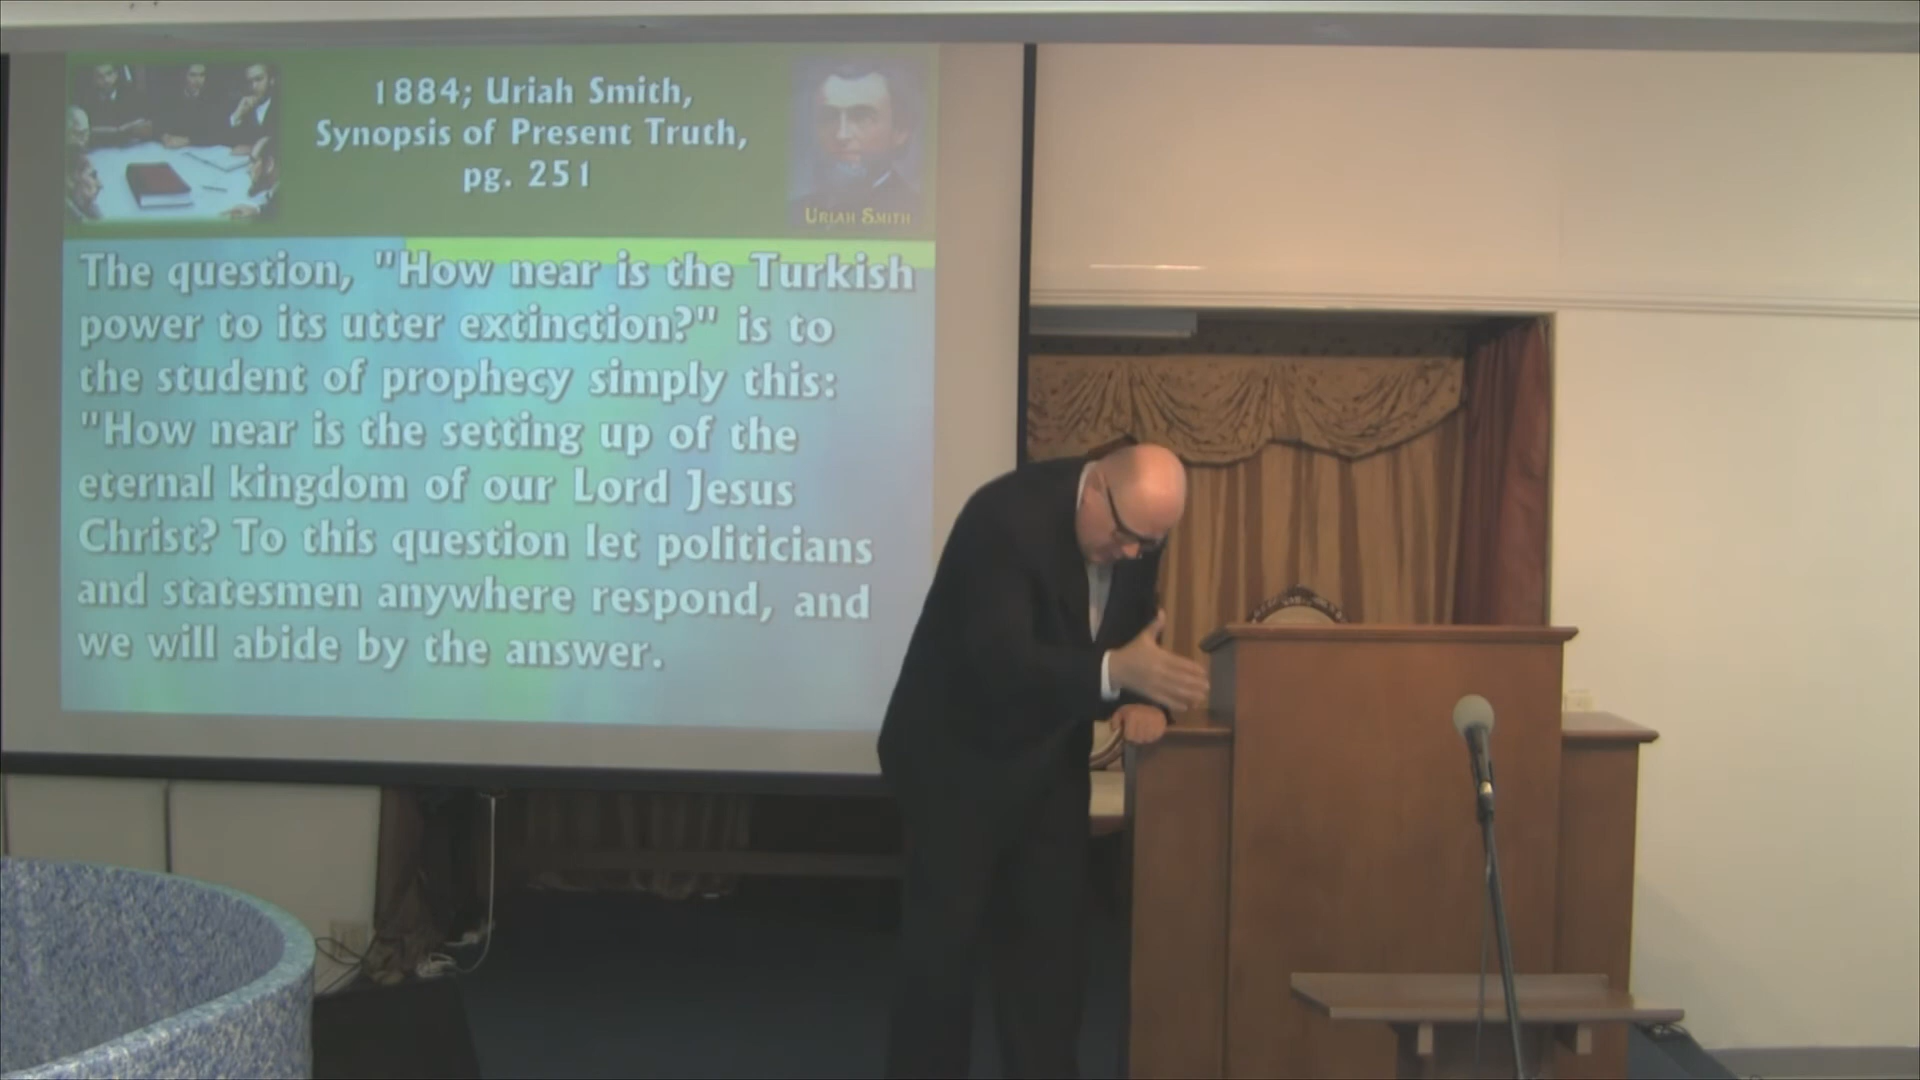 1884; Uriah Smith,
Synopsis of Present Truth,
pg. 251
URIAH SMITH
The question, "How near is the Turkish
power to its utter extinction?" is to
the student of prophecy simply this:
"How near is the setting up of the
eternal kingdom of our Lord Jesus
Christ? To this question let politicians
and statesmen anywhere respond, and
we will abide by the answer.